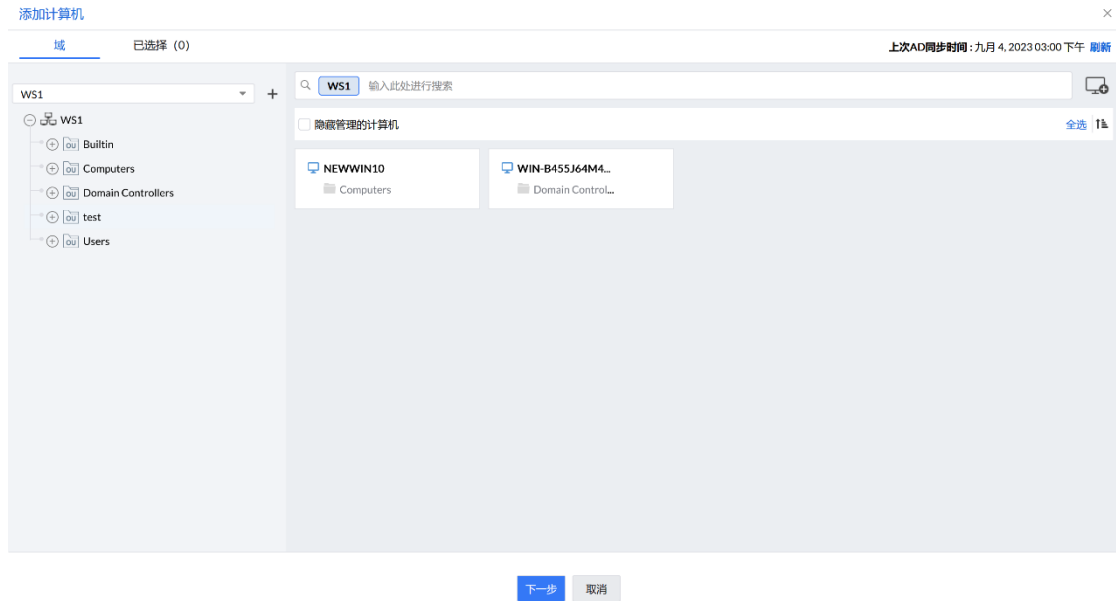 添加计算机
域 已选择（0） 上次AD同步时间 : 九月 4, 2023 03:00 下午 刷新
WS1
WS1
Builtin
Computers
Domain Controllers
test
Users
WS1 输入此处进行搜索
隐藏管理的计算机 全选
NEWWIN10
Computers
WIN-B455J64M4...
Domain Control...
下一步 取消